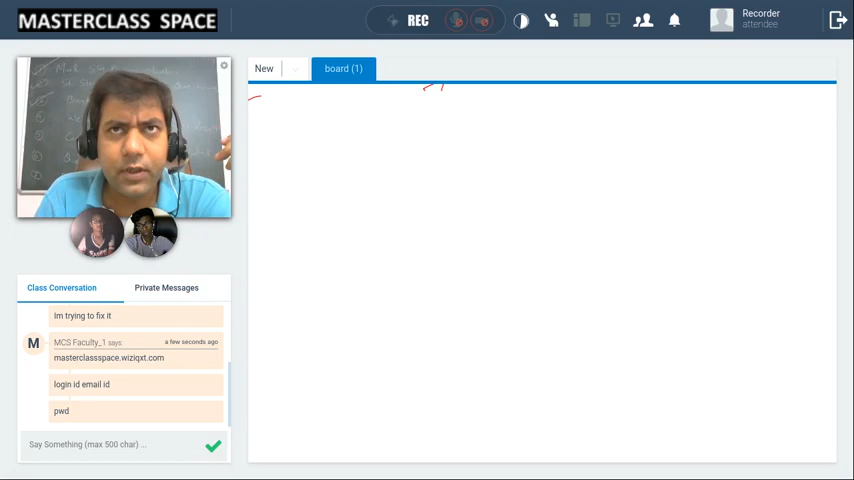 MASTERCLASS SPACE
REC
Recorder
attendee
New
board (1)
Class Conversation
Private Messages
Im trying to fix it
M
MCS Faculty_1 says
a few seconds ago
masterclassspace.wiziqxt.com
login id email id
pwd
Say Something (max 500 char) ...